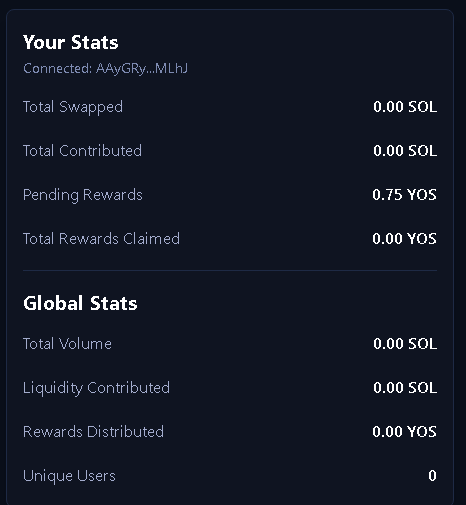 Your Stats
Connected: AAyGRy...MLhJ
Total Swapped 0.00 SOL
Total Contributed 0.00 SOL
Pending Rewards 0.75 YOS
Total Rewards Claimed 0.00 YOS
Global Stats
Total Volume 0.00 SOL
Liquidity Contributed 0.00 SOL
Rewards Distributed 0.00 YOS
Unique Users 0